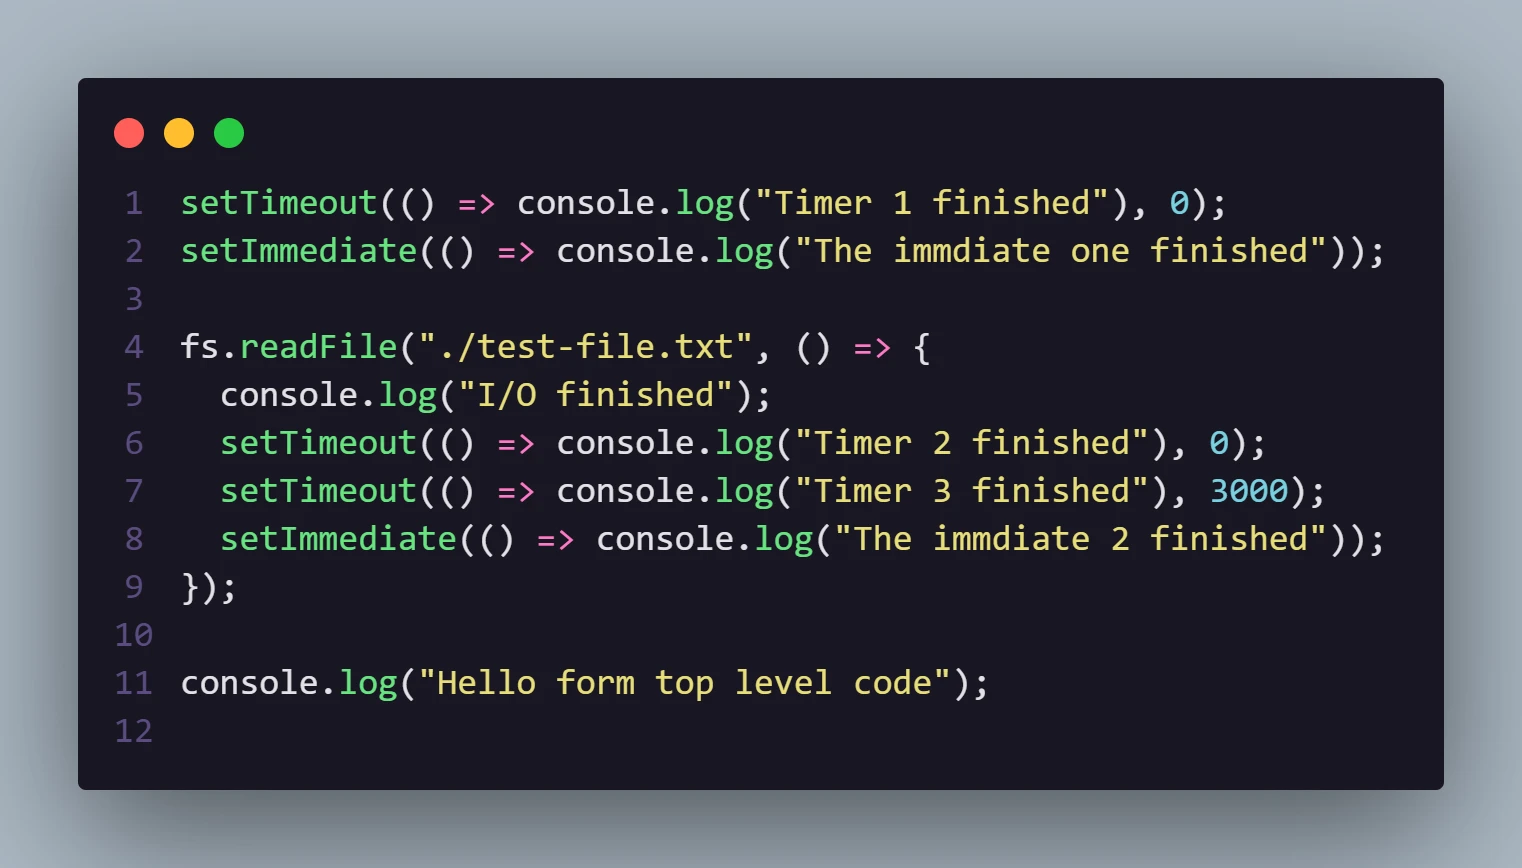 1 setTimeout(() => console.log("Timer 1 finished"), 0);
2 setImmediate(() => console.log("The immdiate one finished"));
3
4 fs.readFile("./test-file.txt", () => {
5   console.log("I/O finished");
6   setTimeout(() => console.log("Timer 2 finished"), 0);
7   setTimeout(() => console.log("Timer 3 finished"), 3000);
8   setImmediate(() => console.log("The immdiate 2 finished"));
9 });
10
11 console.log("Hello form top level code");
12